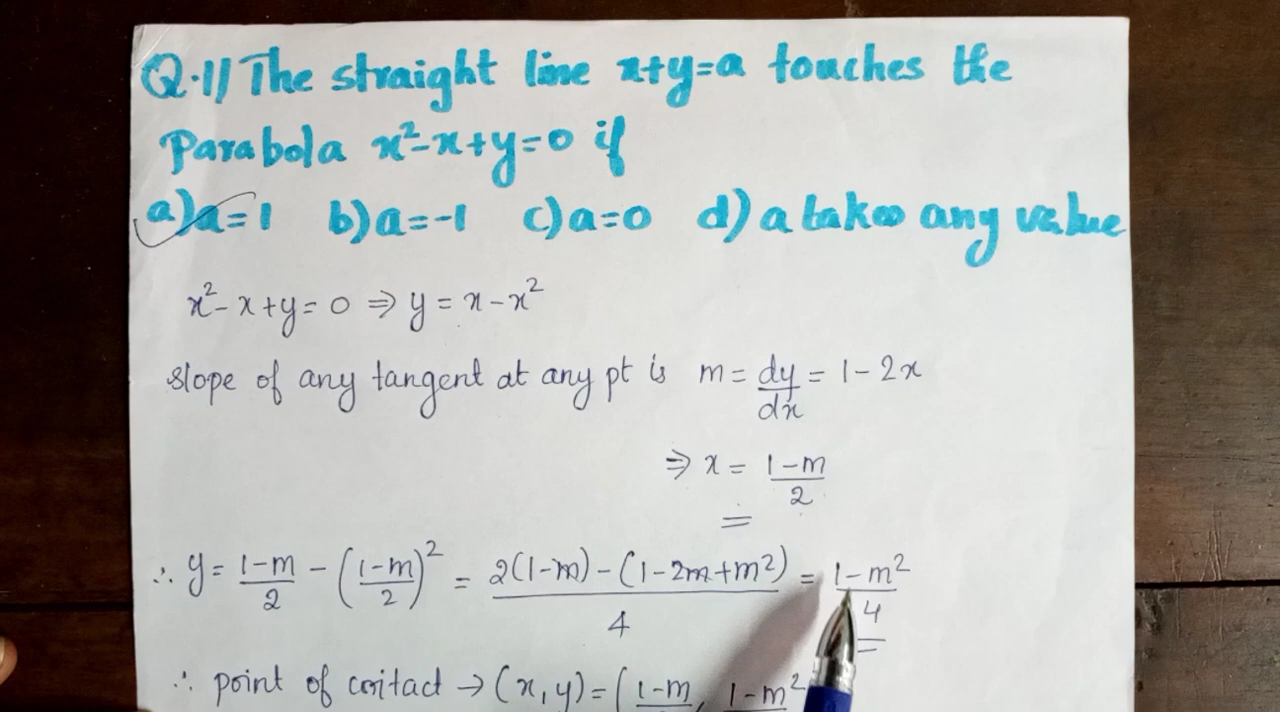 Q.1) The straight line x+y=a touches the
Parabola x²-x+y=0 if
a) a=1 b) a=-1 c) a=0 d) a takes any value
x²-x+y=0 ⇒ y=x-x²
slope of any tangent at any pt is m = dy/dx = 1-2x
⇒ x = (1-m)/2
∴ y = (1-m)/2 - ((1-m)/2)² = (2(1-m)-(1-2m+m²))/4 = (1-m²)/4
∴ point of contact → (x,y) = (1-m , 1-m²